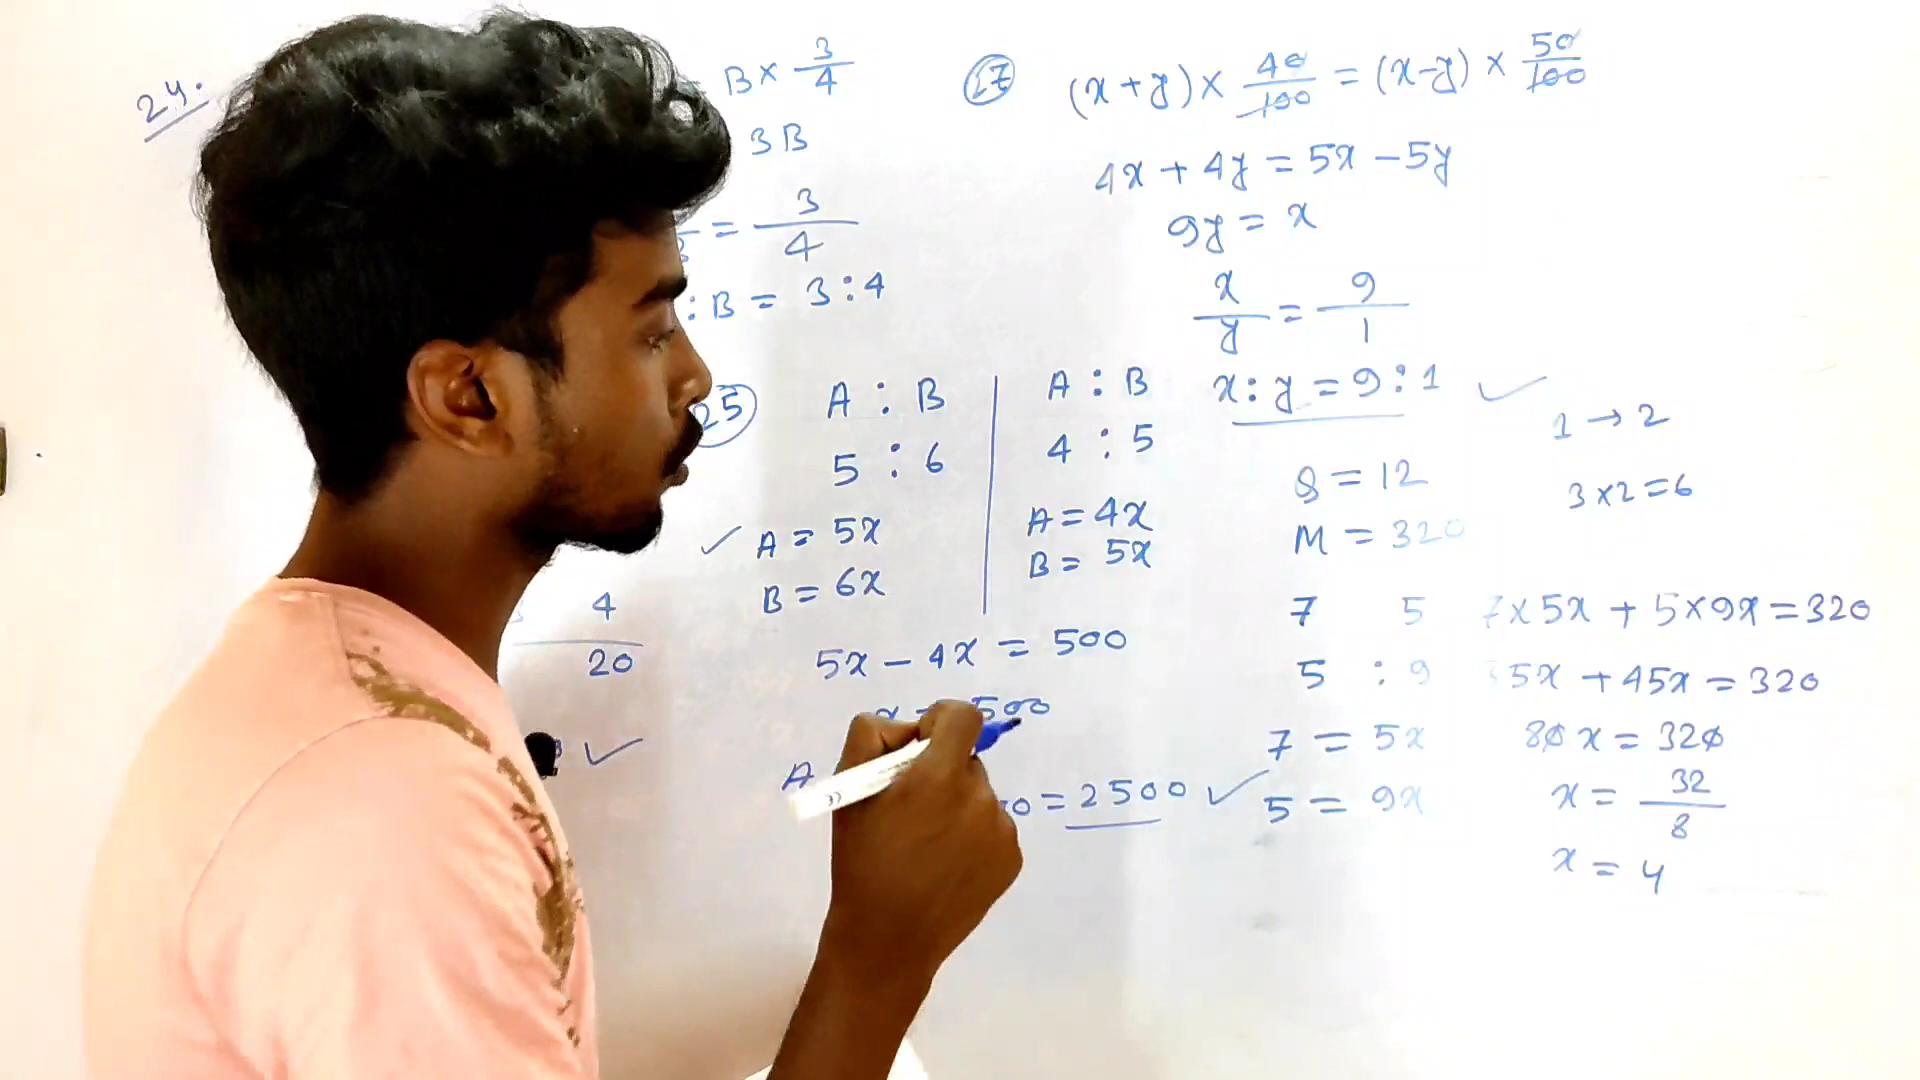 24.
B × 3/4
3B
= 3/4
: B = 3 : 4
4
20
25
A : B
5 : 6
A = 5x
B = 6x
A : B
4 : 5
A = 4x
B = 5x
5x - 4x = 500
500
A
0 = 2500
17
(x + y) × 40/100 = (x - y) × 50/100
4x + 4y = 5x - 5y
9y = x
x/y = 9/1
x : y = 9 : 1
1 → 2
3 × 2 = 6
8 = 12
M = 320
7 5
5 : 9
7 = 5x
5 = 9x
7 × 5x + 5 × 9x = 320
35x + 45x = 320
80x = 320
x = 32/8
x = 4